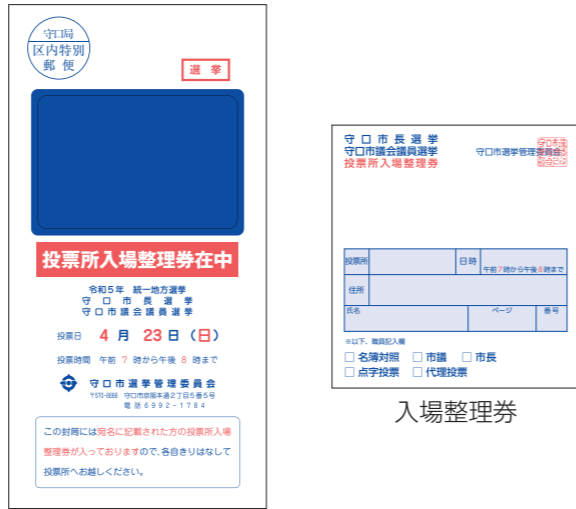 守口局
区内特別
郵便
選挙
投票所入場整理券在中
令和5年 統一地方選挙
守口市長選挙
守口市議会議員選挙
投票日 4月23日(日)
投票時間 午前7時から午後8時まで
守口市選挙管理委員会
〒570-8666 守口市京阪本通2丁目5番5号
電話6992-1784
この封筒には宛名に記載された方の投票所入場
整理券が入っておりますので、各自きりはなして
投票所へお越しください。
守口市長選挙
守口市議会議員選挙
投票所入場整理券
守口市選挙管理委員会
投票所
日時
午前7時から午後8時まで
住所
氏名
ページ
番号
※以下、職員記入欄
□名簿対照 □市議 □市長
□点字投票 □代理投票
入場整理券